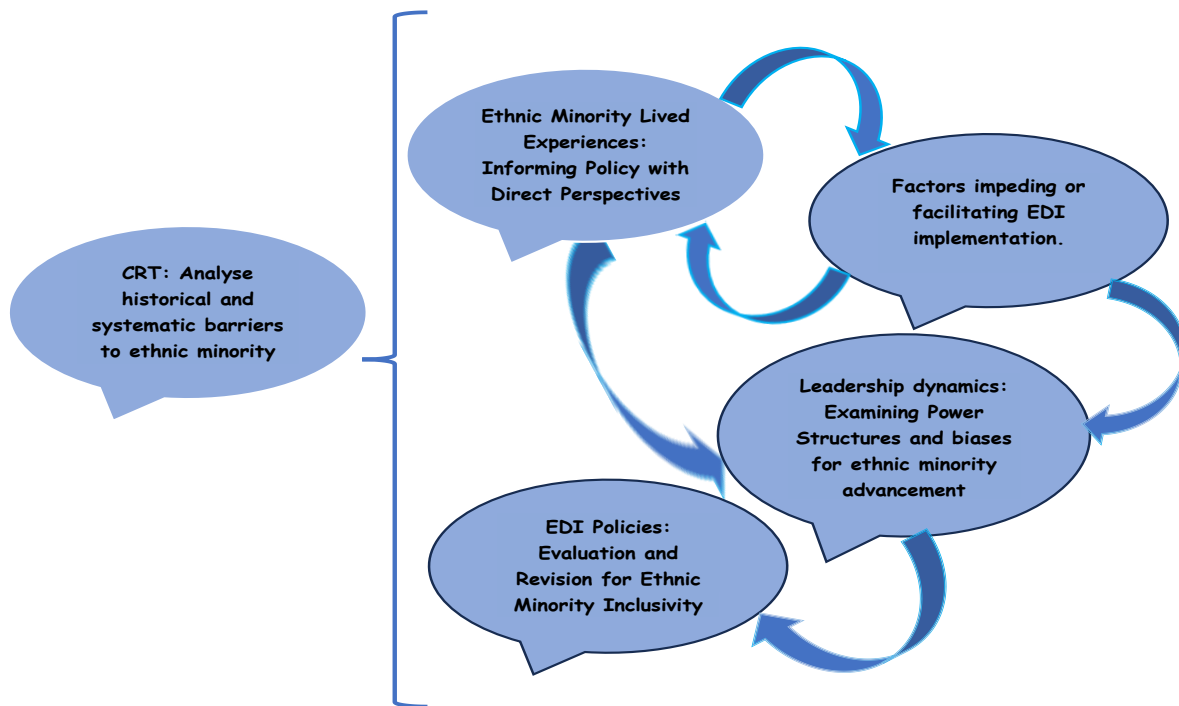 CRT: Analyse
historical and
systematic barriers
to ethnic minority
Ethnic Minority Lived
Experiences:
Informing Policy with
Direct Perspectives
Factors impeding or
facilitating EDI
implementation.
Leadership dynamics:
Examining Power
Structures and biases
for ethnic minority
advancement
EDI Policies:
Evaluation and
Revision for Ethnic
Minority Inclusivity